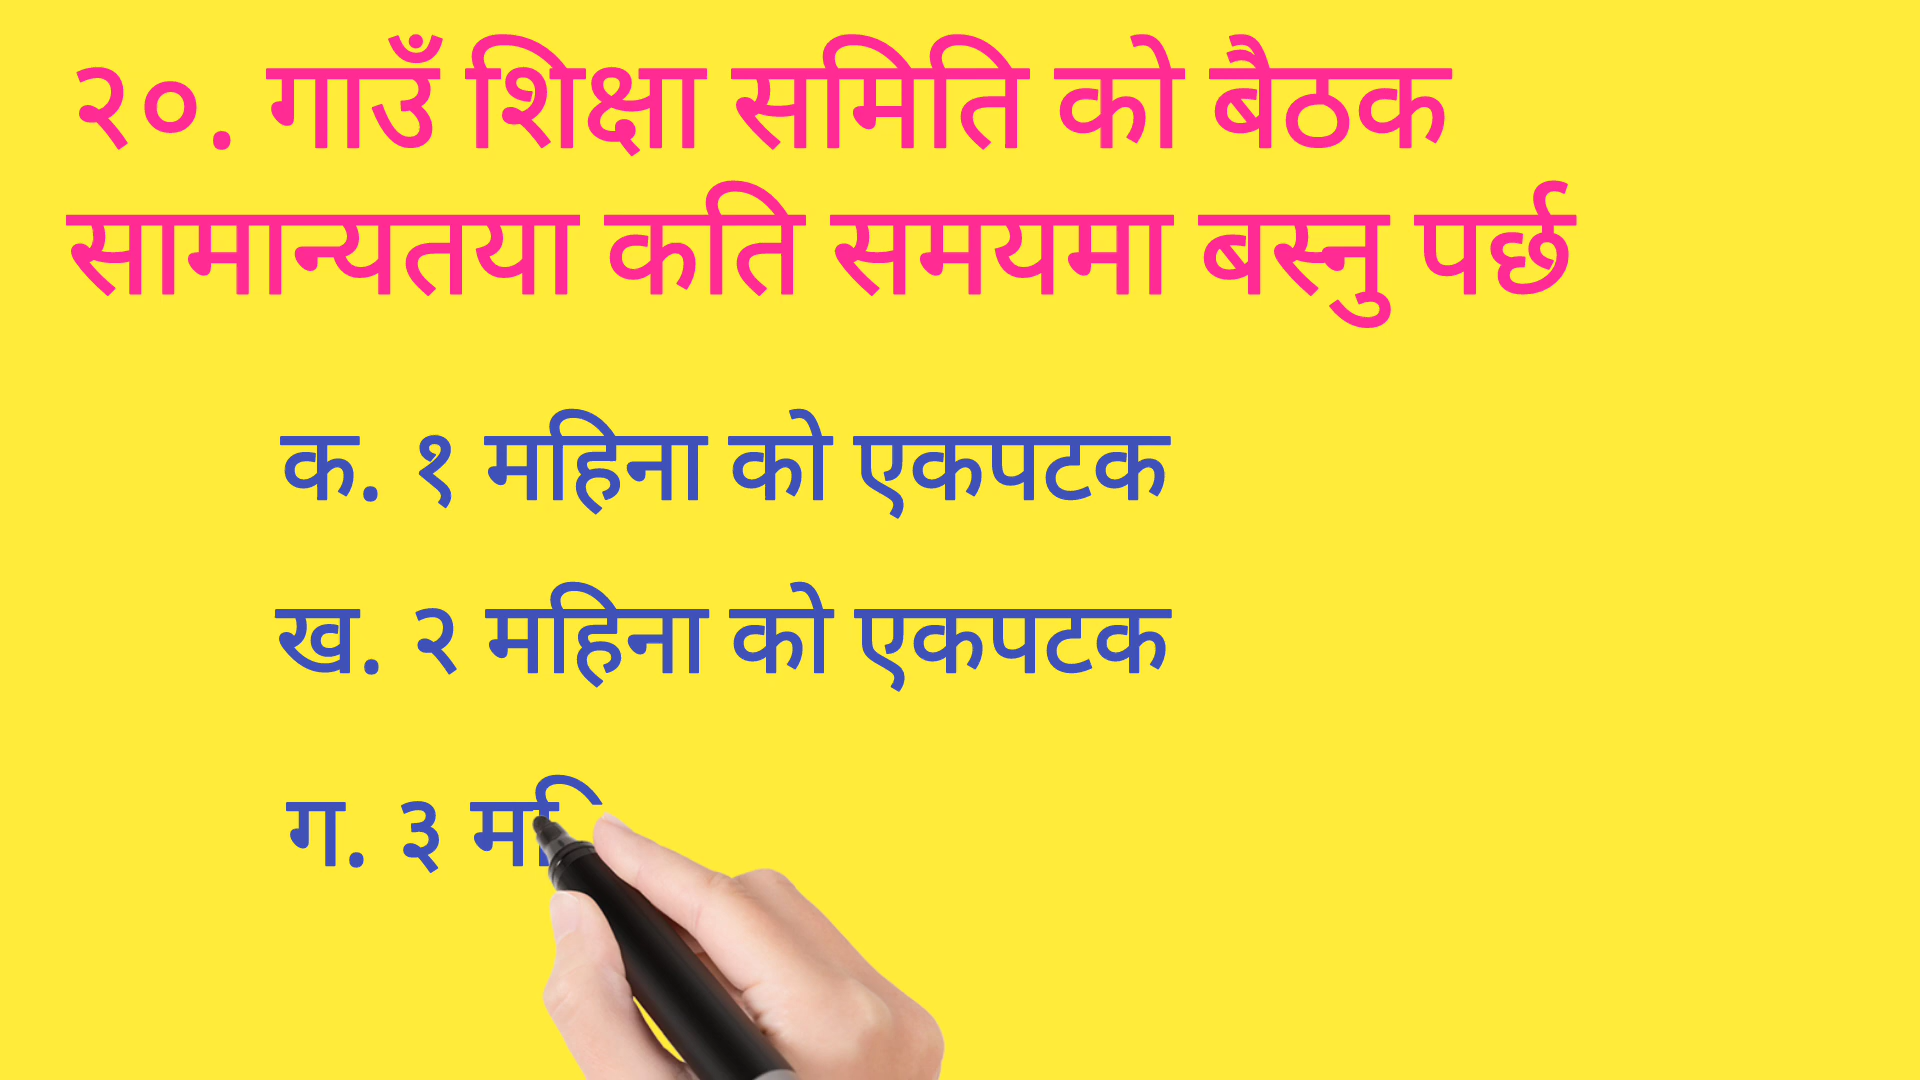 २०. गाउँ शिक्षा समिति को बैठक
सामान्यतया कति समयमा बस्नु पर्छ
क. १ महिना को एकपटक
ख. २ महिना को एकपटक
ग. ३